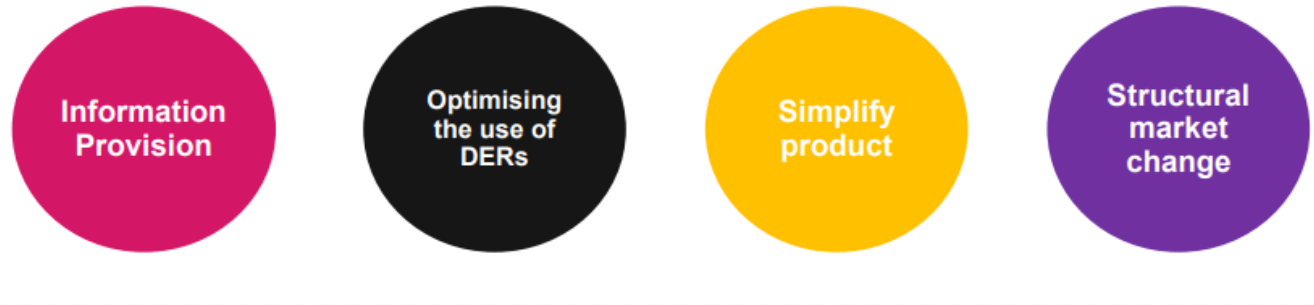 Information
Provision
Optimising
the use of
DERs
Simplify
product
Structural
market
change